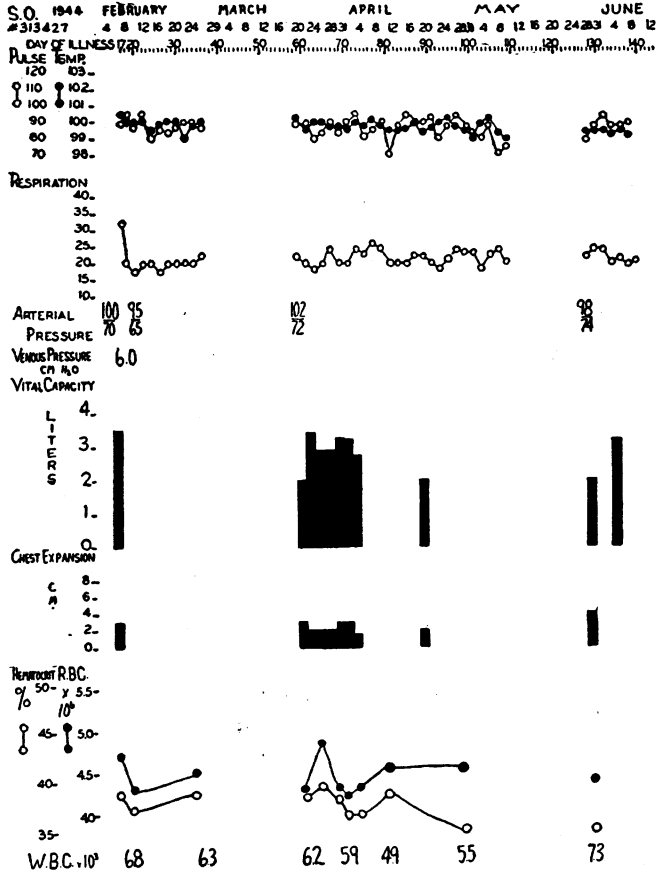 S.O. 1944 FEBRUARY MARCH APRIL MAY JUNE
#313427 4 8 12 16 20 24 29 4 8 12 16 20 24 28 31 4 8 12 16 20 24 28 4 8 12 16 20 24 28 31 4 8 12
DAY OF ILLNESS 17 20 30 40 50 60 70 80 90 100 110 120 130 140
PULSE TEMP.
120 103
110 102
100 101
90 100
80 99
70 98
RESPIRATION
40
35
30
25
20
15
10
ARTERIAL 100 95 102 98
PRESSURE 70 65 72 74
VENOUS PRESSURE 6.0
CM H2O
VITAL CAPACITY
LITERS
4
3
2
1
0
CHEST EXPANSION
CM
8
6
4
2
0
HEMATOCRIT R.B.C.
% 50 x 10⁶ 5.5
45 5.0
40 4.5
4.0
35
W.B.C. x10³ 68 63 62 59 49 55 73